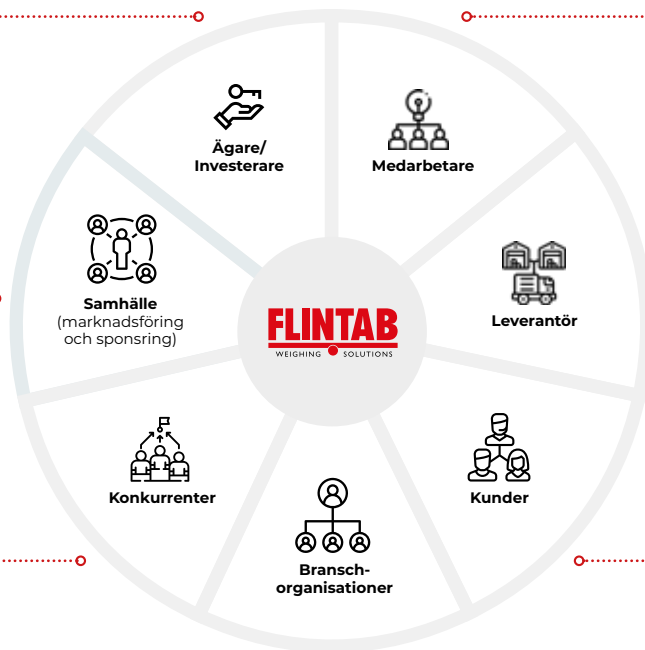 Ägare/
Investerare
Medarbetare
Samhälle
(marknadsföring
och sponsring)
FLINTAB
WEIGHING SOLUTIONS
Leverantör
Konkurrenter
Kunder
Bransch-
organisationer